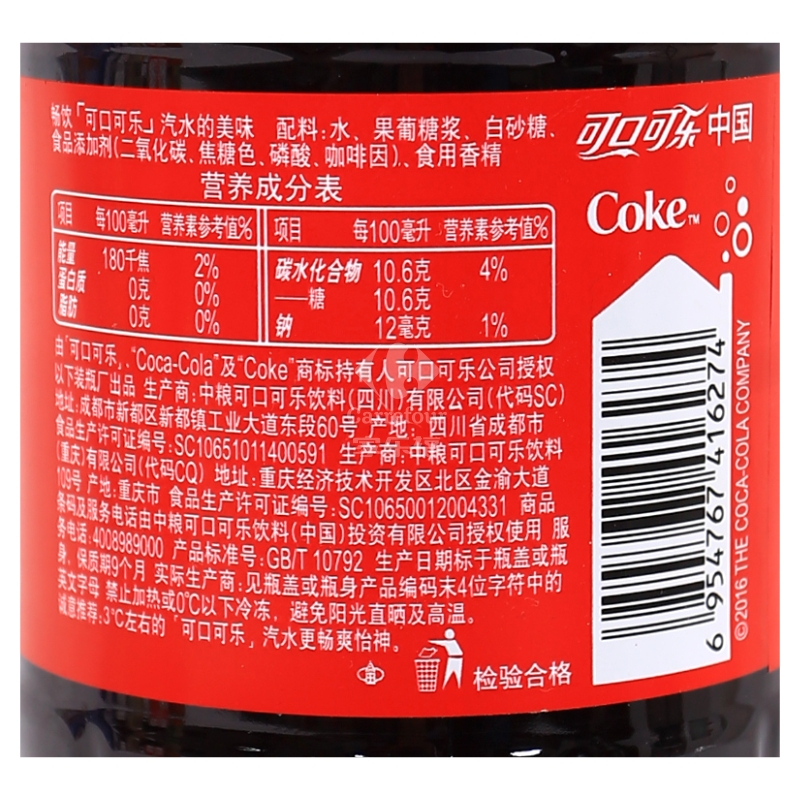 畅饮「可口可乐」汽水的美味 配料:水、果葡糖浆、白砂糖、
食品添加剂(二氧化碳、焦糖色、磷酸、咖啡因)、食用香精
营养成分表
项目 每100毫升 营养素参考值%
能量 180千焦 2%
蛋白质 0克 0%
脂肪 0克 0%
项目 每100毫升 营养素参考值%
碳水化合物 10.6克 4%
——糖 10.6克
钠 12毫克 1%
由「可口可乐」、“Coca-Cola”及“Coke”商标持有人可口可乐公司授权
以下装瓶厂出品 生产商:中粮可口可乐饮料(四川)有限公司(代码SC)
地址:成都市新都区新都镇工业大道东段60号 产地:四川省成都市
食品生产许可证编号:SC10651011400591 生产商:中粮可口可乐饮料
(重庆)有限公司(代码CQ) 地址:重庆经济技术开发区北区金渝大道
109号 产地:重庆市 食品生产许可证编号:SC10650012004331 商品
条码及服务电话由中粮可口可乐饮料(中国)投资有限公司授权使用 服
务电话:4008989000 产品标准号:GB/T 10792 生产日期标于瓶盖或瓶
身,保质期9个月 实际生产商:见瓶盖或瓶身产品编码末4位字符中的
英文字母 禁止加热或0℃以下冷冻,避免阳光直晒及高温。
诚意推荐:3℃左右的「可口可乐」汽水更畅爽怡神。
检验合格
可口可乐中国
Coke™
6 954767 416274
©2016 THE COCA-COLA COMPANY
Carrefour
家乐福